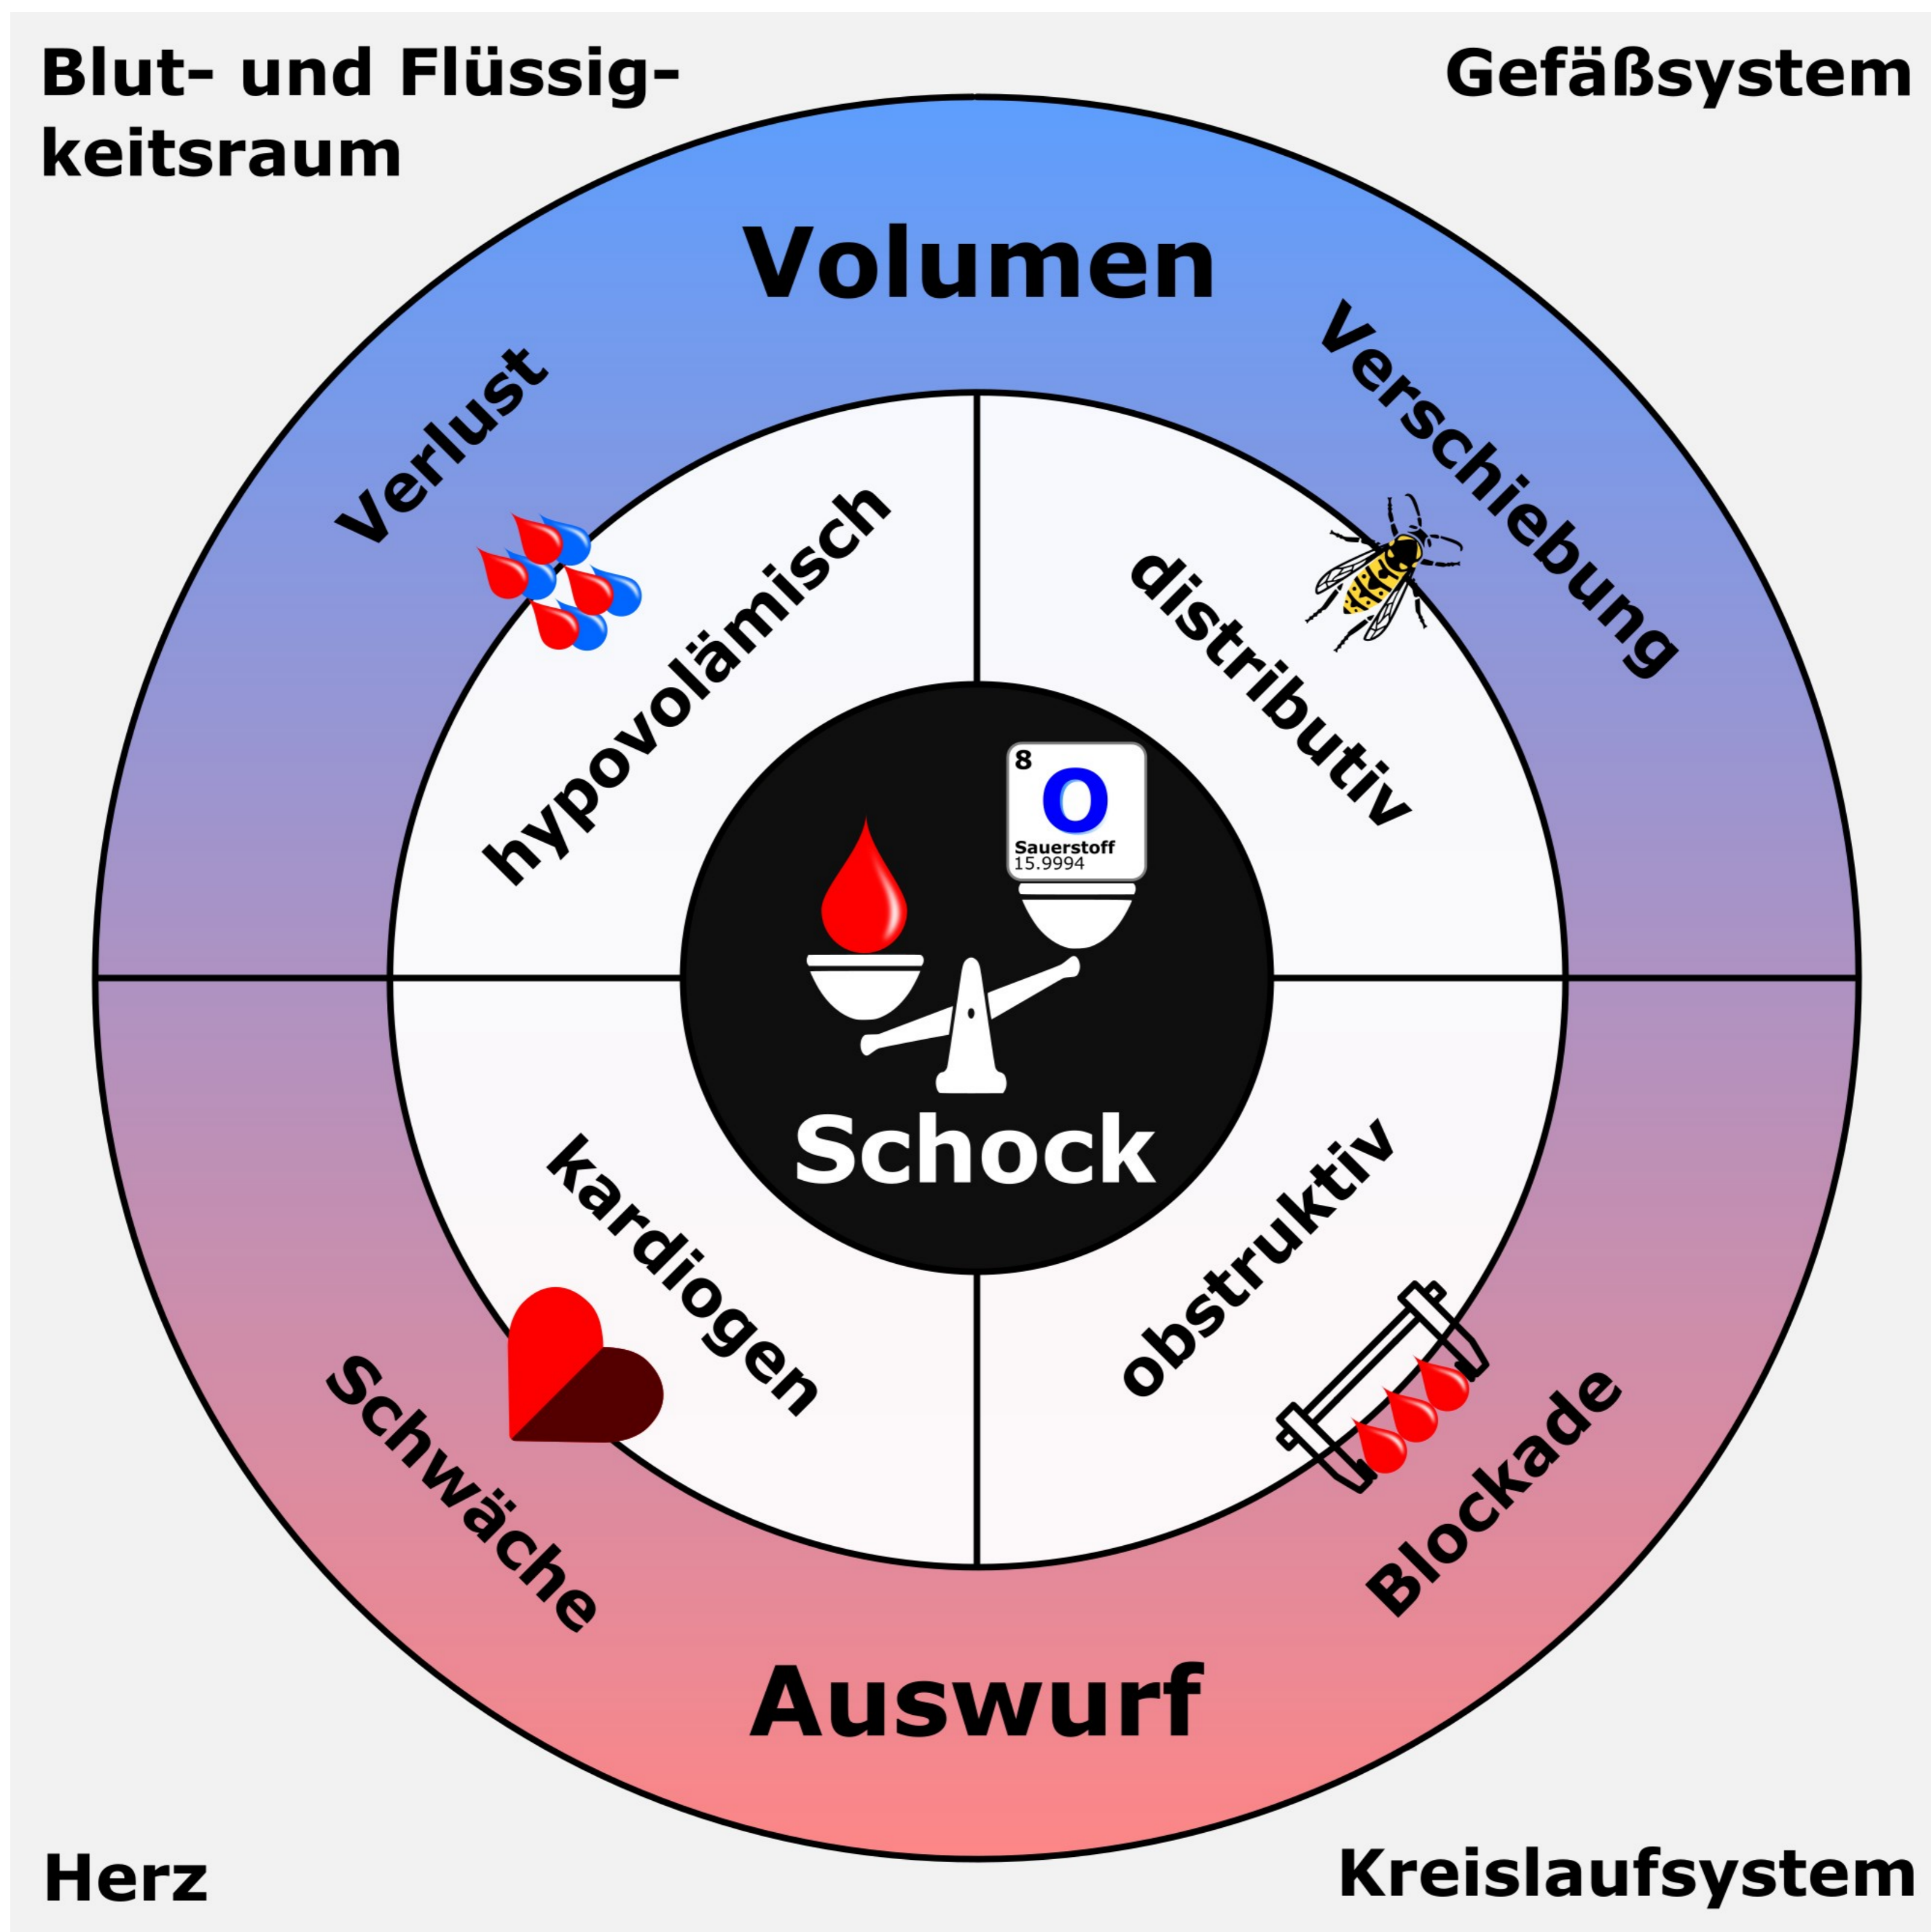 Blut- und Flüssig-
keitsraum
Gefäßsystem
Volumen
Verlust
Verschiebung
hypovolämisch
distributiv
8
O
Sauerstoff
15.9994
Schock
kardiogen
obstruktiv
Schwäche
Blockade
Auswurf
Herz
Kreislaufsystem